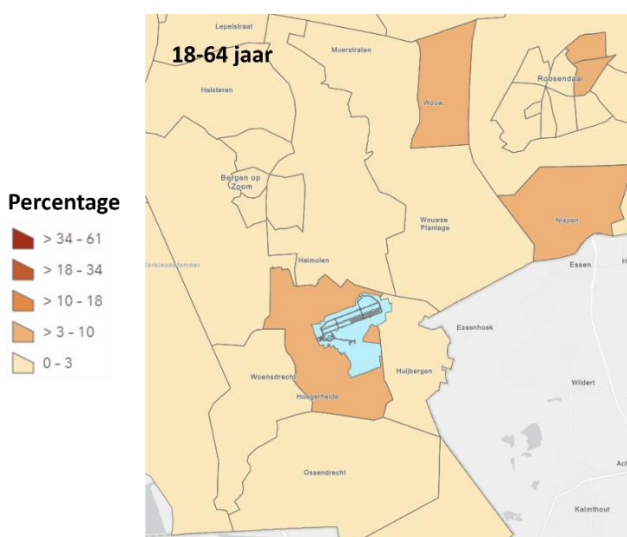 Lepelstraat
Moerstraten
18-64 jaar
Halsteren
Roosendaal
Wouw
Bergen op
Zoom
Percentage
> 34 - 61
> 18 - 34
> 10 - 18
> 3 - 10
0 - 3
Wouwse
Plantage
Nispen
Heimolen
Essen
Essenhoek
Woensdrecht
Huijbergen
Hoogerheide
Wildert
Ossendrecht
Kalmthout